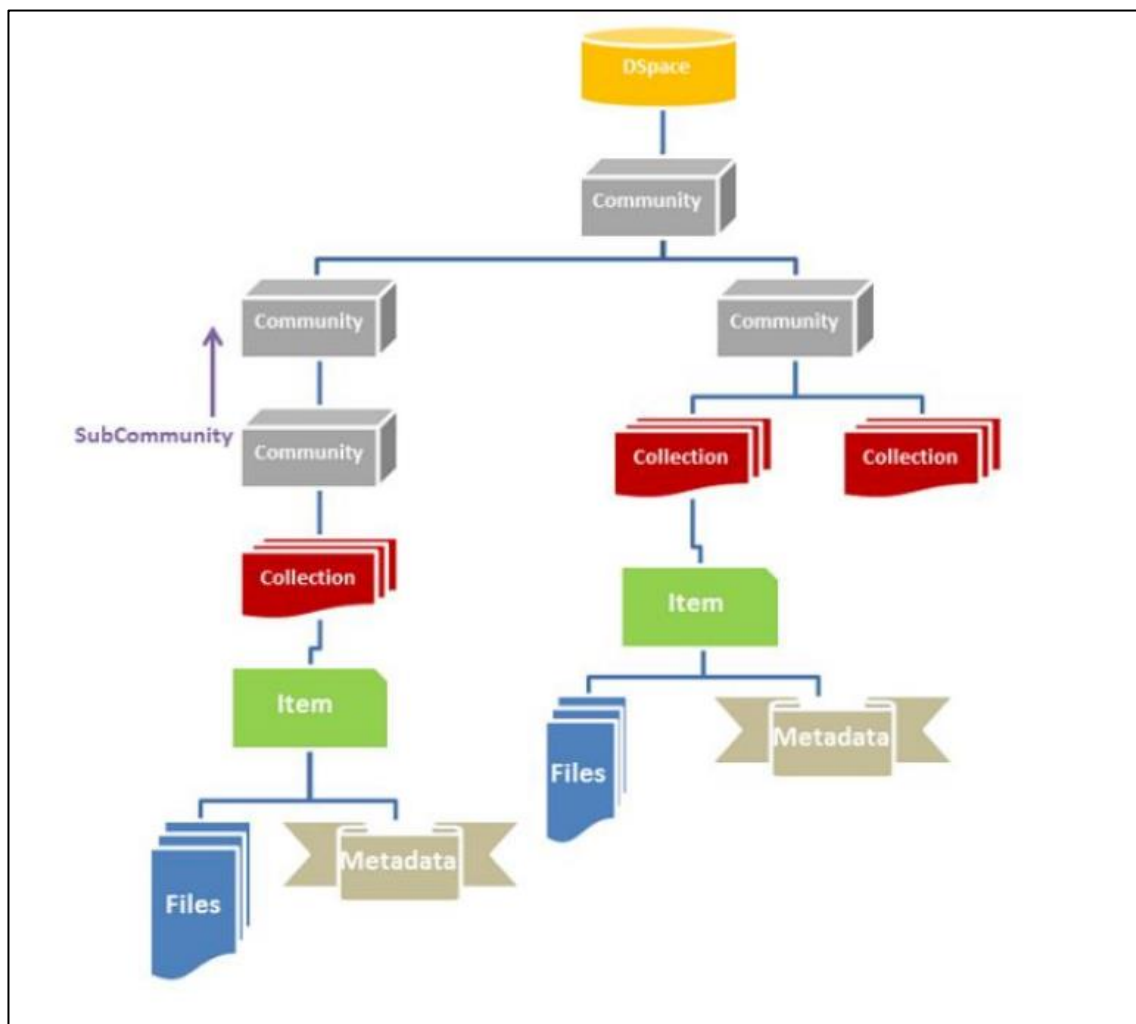 DSpace
Community
Community
Community
SubCommunity
Community
Collection
Collection
Collection
Item
Item
Files
Metadata
Files
Metadata